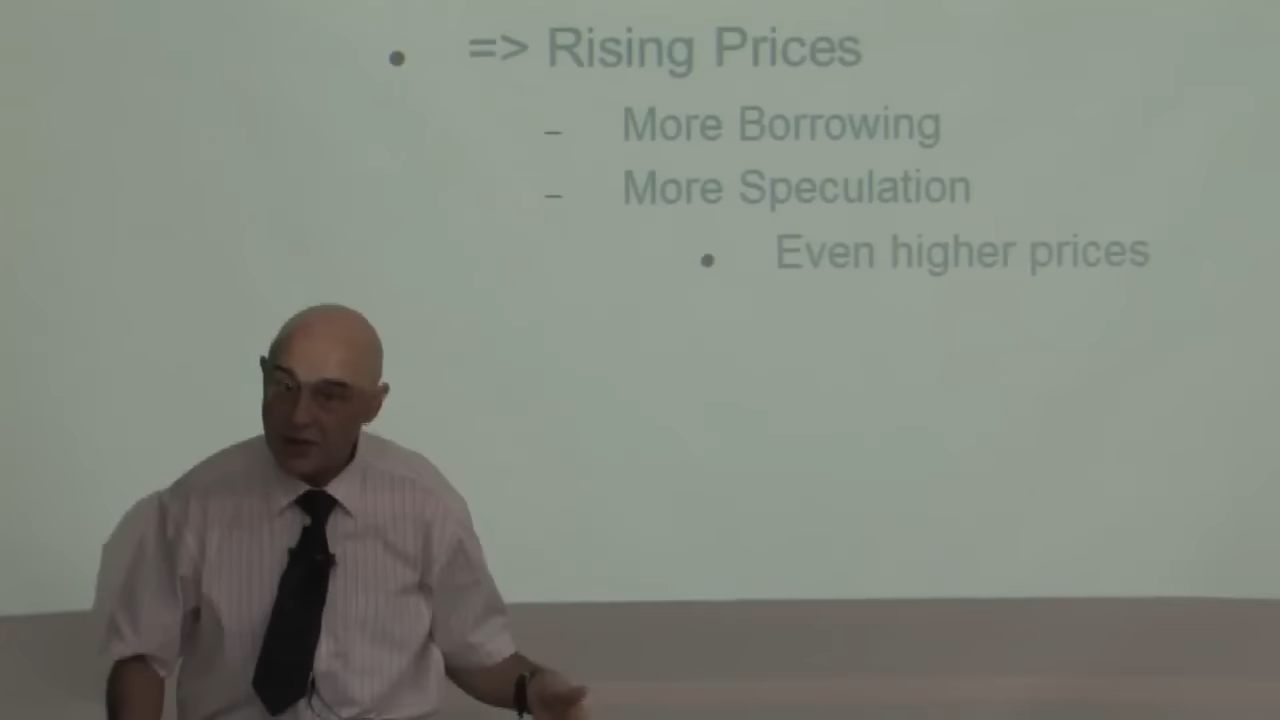 • => Rising Prices
– More Borrowing
– More Speculation
• Even higher prices